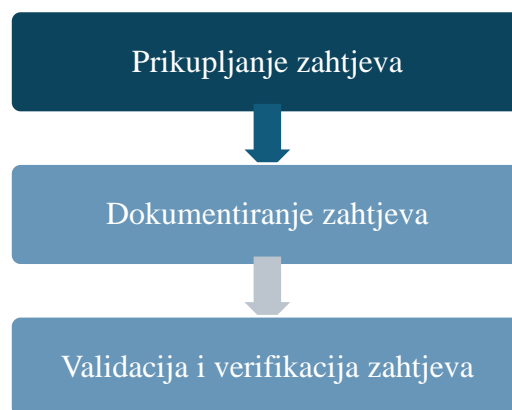 Prikupljanje zahtjeva
Dokumentiranje zahtjeva
Validacija i verifikacija zahtjeva